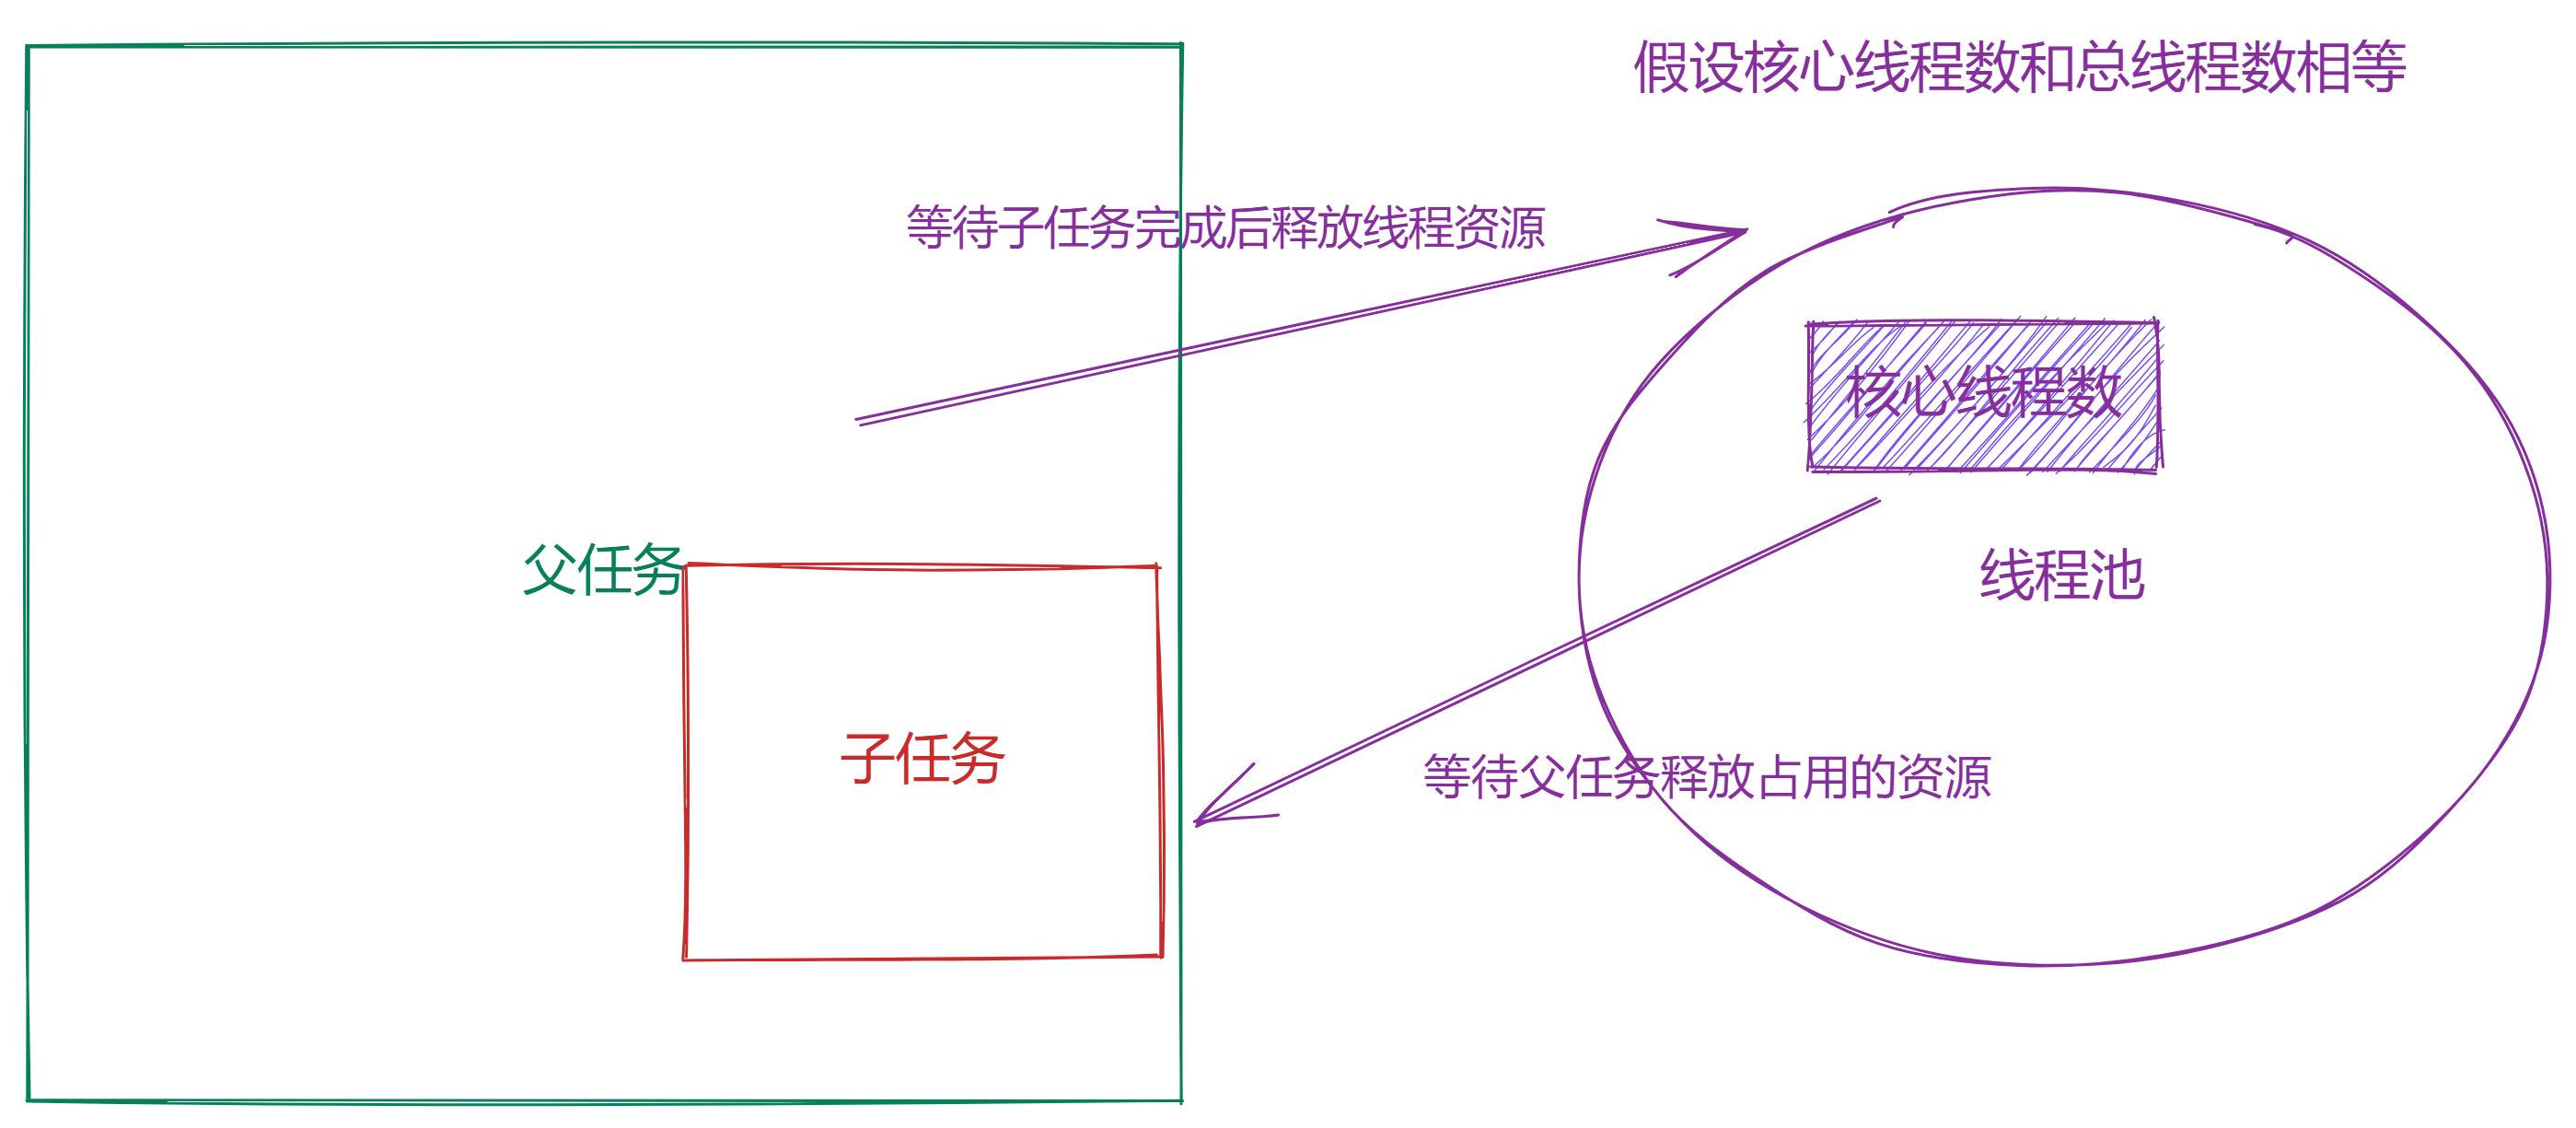 假设核心线程数和总线程数相等
等待子任务完成后释放线程资源
核心线程数
父任务
线程池
子任务
等待父任务释放占用的资源